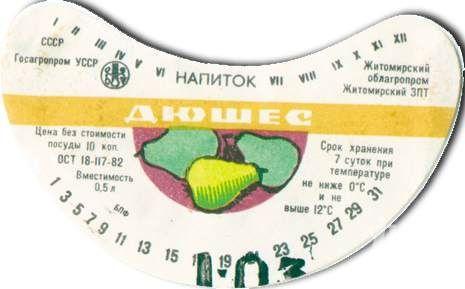 I II III IV V VI VII VIII IX X XI XII
СССР
Госагропром УССР
НАПИТОК
Житомирский
облагропром
Житомирский ЗПТ
ДЮШЕС
Цена без стоимости
посуды 10 коп.
ОСТ 18-117-82
Вместимость
0,5 л
БПФ
Срок хранения
7 суток при
температуре
не ниже 0°С
и не
выше 12°С
1 3 5 7 9 11 13 15 17 19 23 25 27 29 31